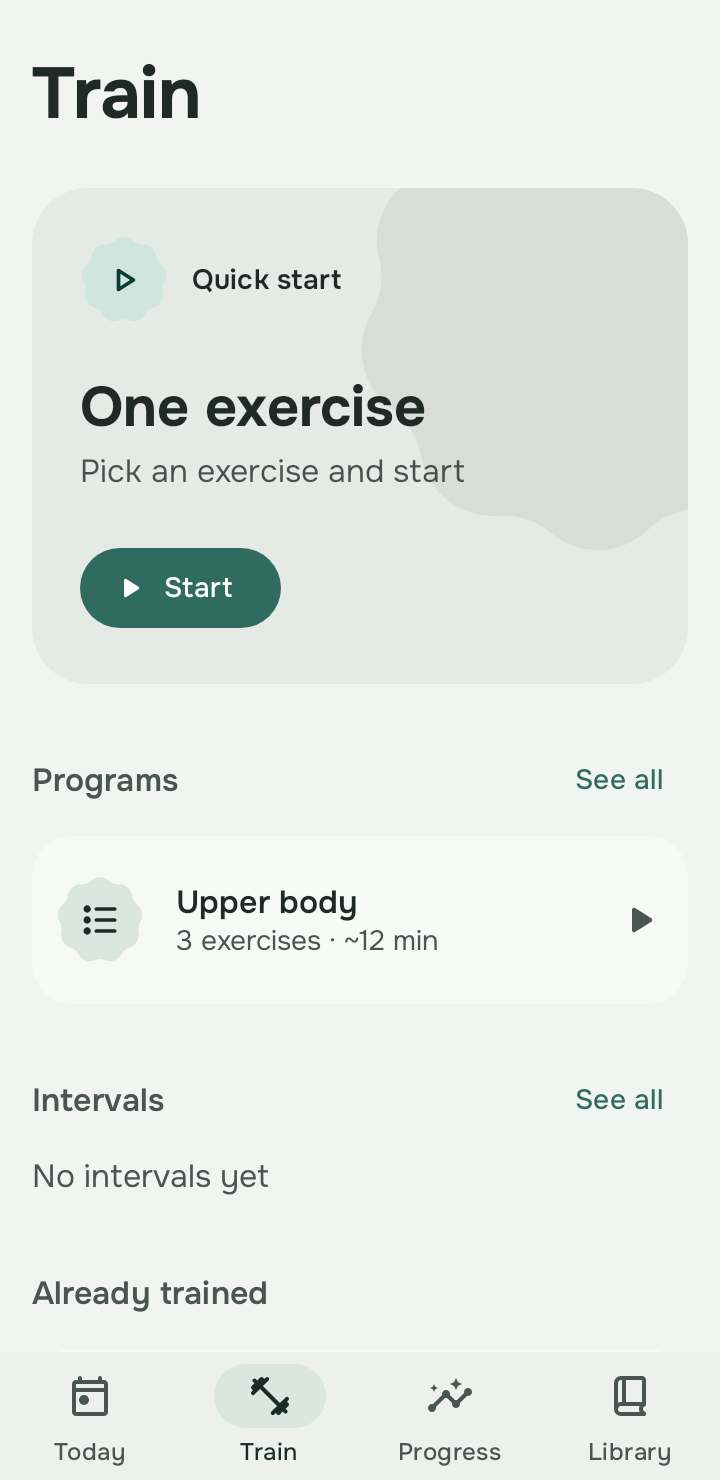 Train
Quick start
One exercise
Pick an exercise and start
Start
Programs
See all
Upper body
3 exercises · ~12 min
Intervals
See all
No intervals yet
Already trained
Today
Train
Progress
Library